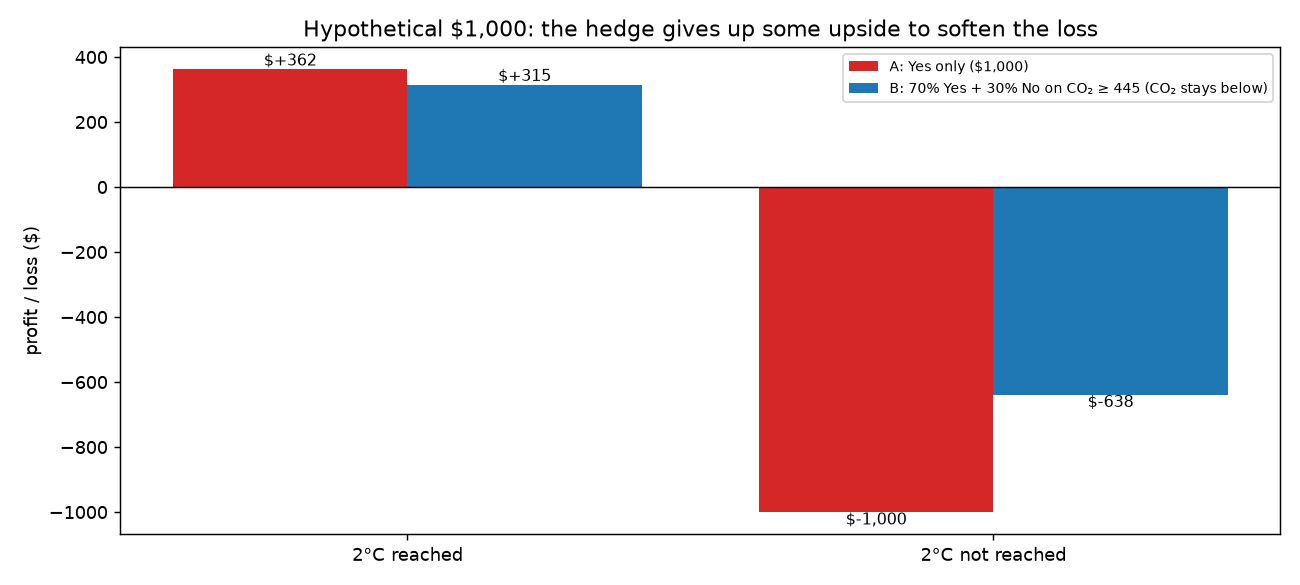 Hypothetical $1,000: the hedge gives up some upside to soften the loss
A: Yes only ($1,000)
B: 70% Yes + 30% No on CO₂ ≥ 445 (CO₂ stays below)
profit / loss ($)
400
200
0
−200
−400
−600
−800
−1000
$+362
$+315
$-1,000
$-638
2°C reached
2°C not reached